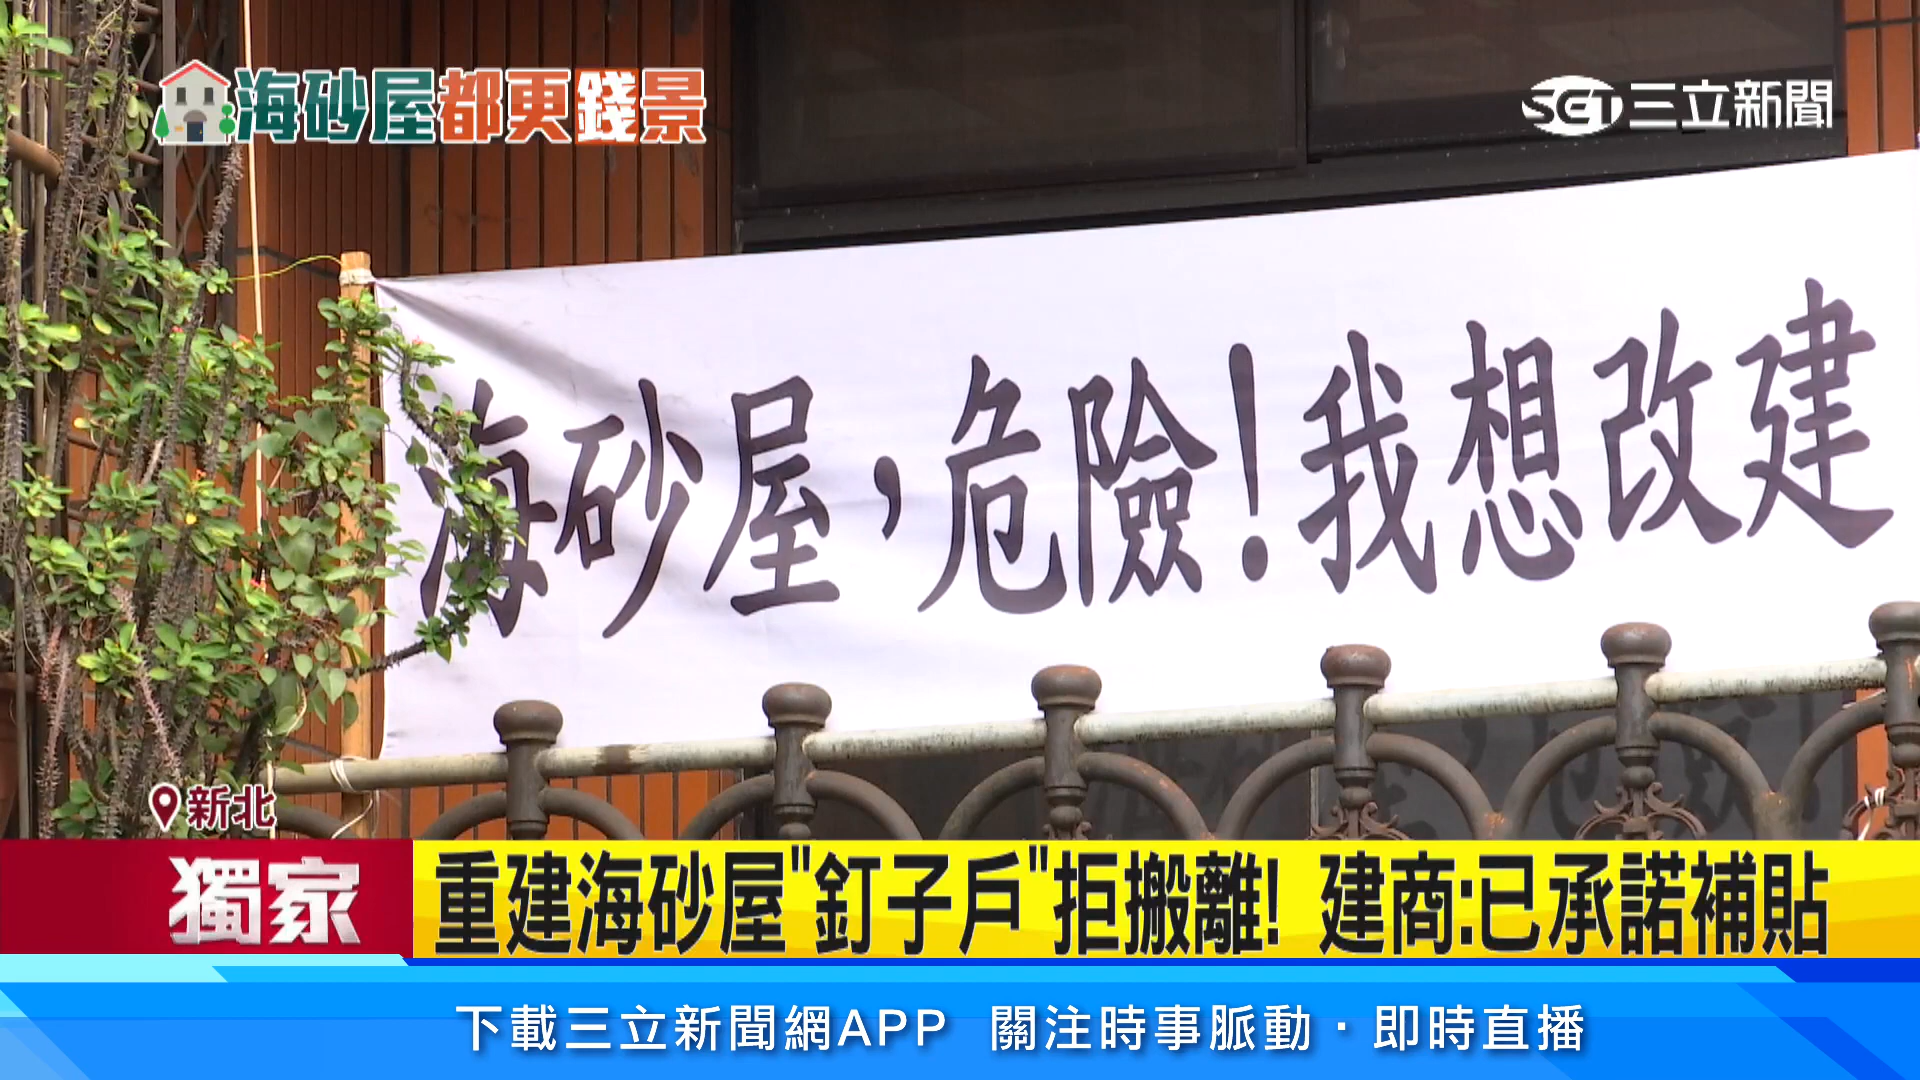 海砂屋都更錢景
SET三立新聞
海砂屋，危險！我想改建
新北
獨家
重建海砂屋"釘子戶"拒搬離! 建商:已承諾補貼
下載三立新聞網APP 關注時事脈動・即時直播